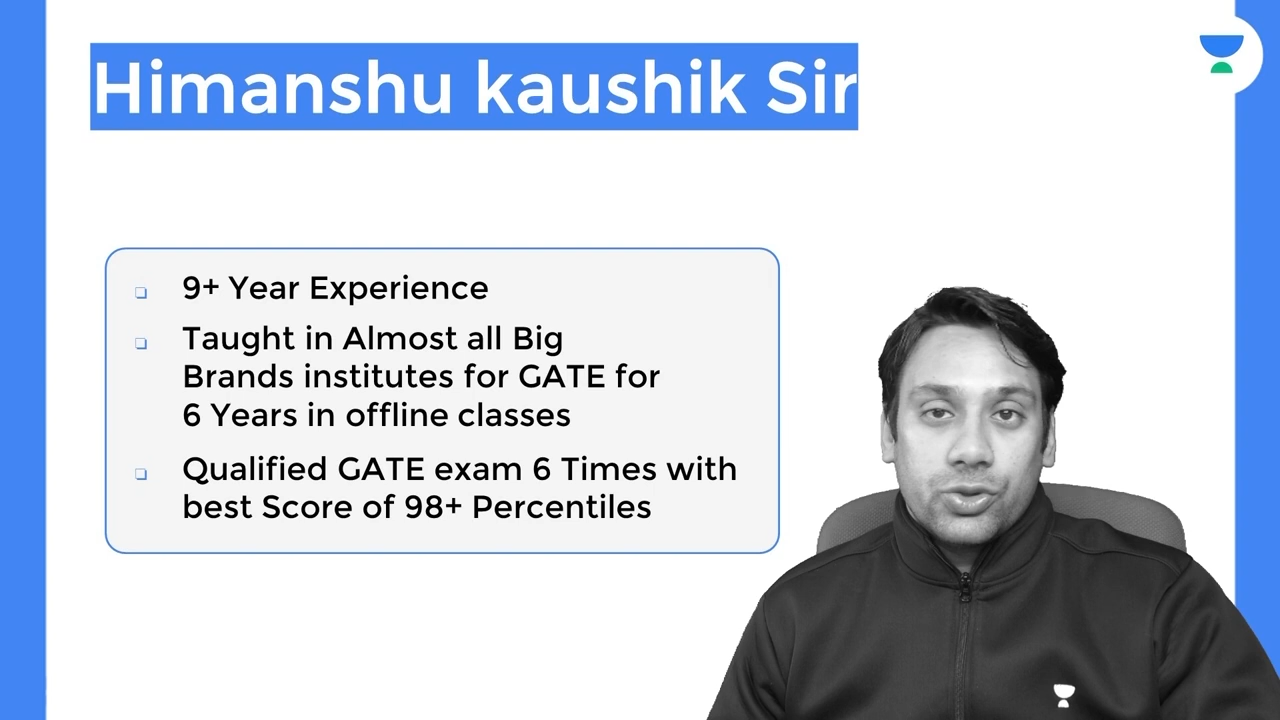 Himanshu kaushik Sir
9+ Year Experience
Taught in Almost all Big
Brands institutes for GATE for
6 Years in offline classes
Qualified GATE exam 6 Times with
best Score of 98+ Percentiles